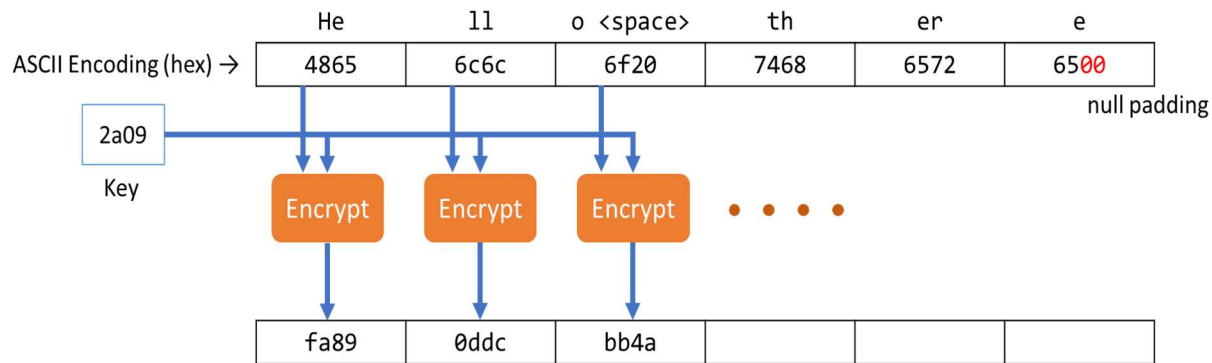 He ll o <space> th er e
ASCII Encoding (hex) → 4865 6c6c 6f20 7468 6572 6500
null padding
2a09
Key
Encrypt Encrypt Encrypt
fa89 0ddc bb4a